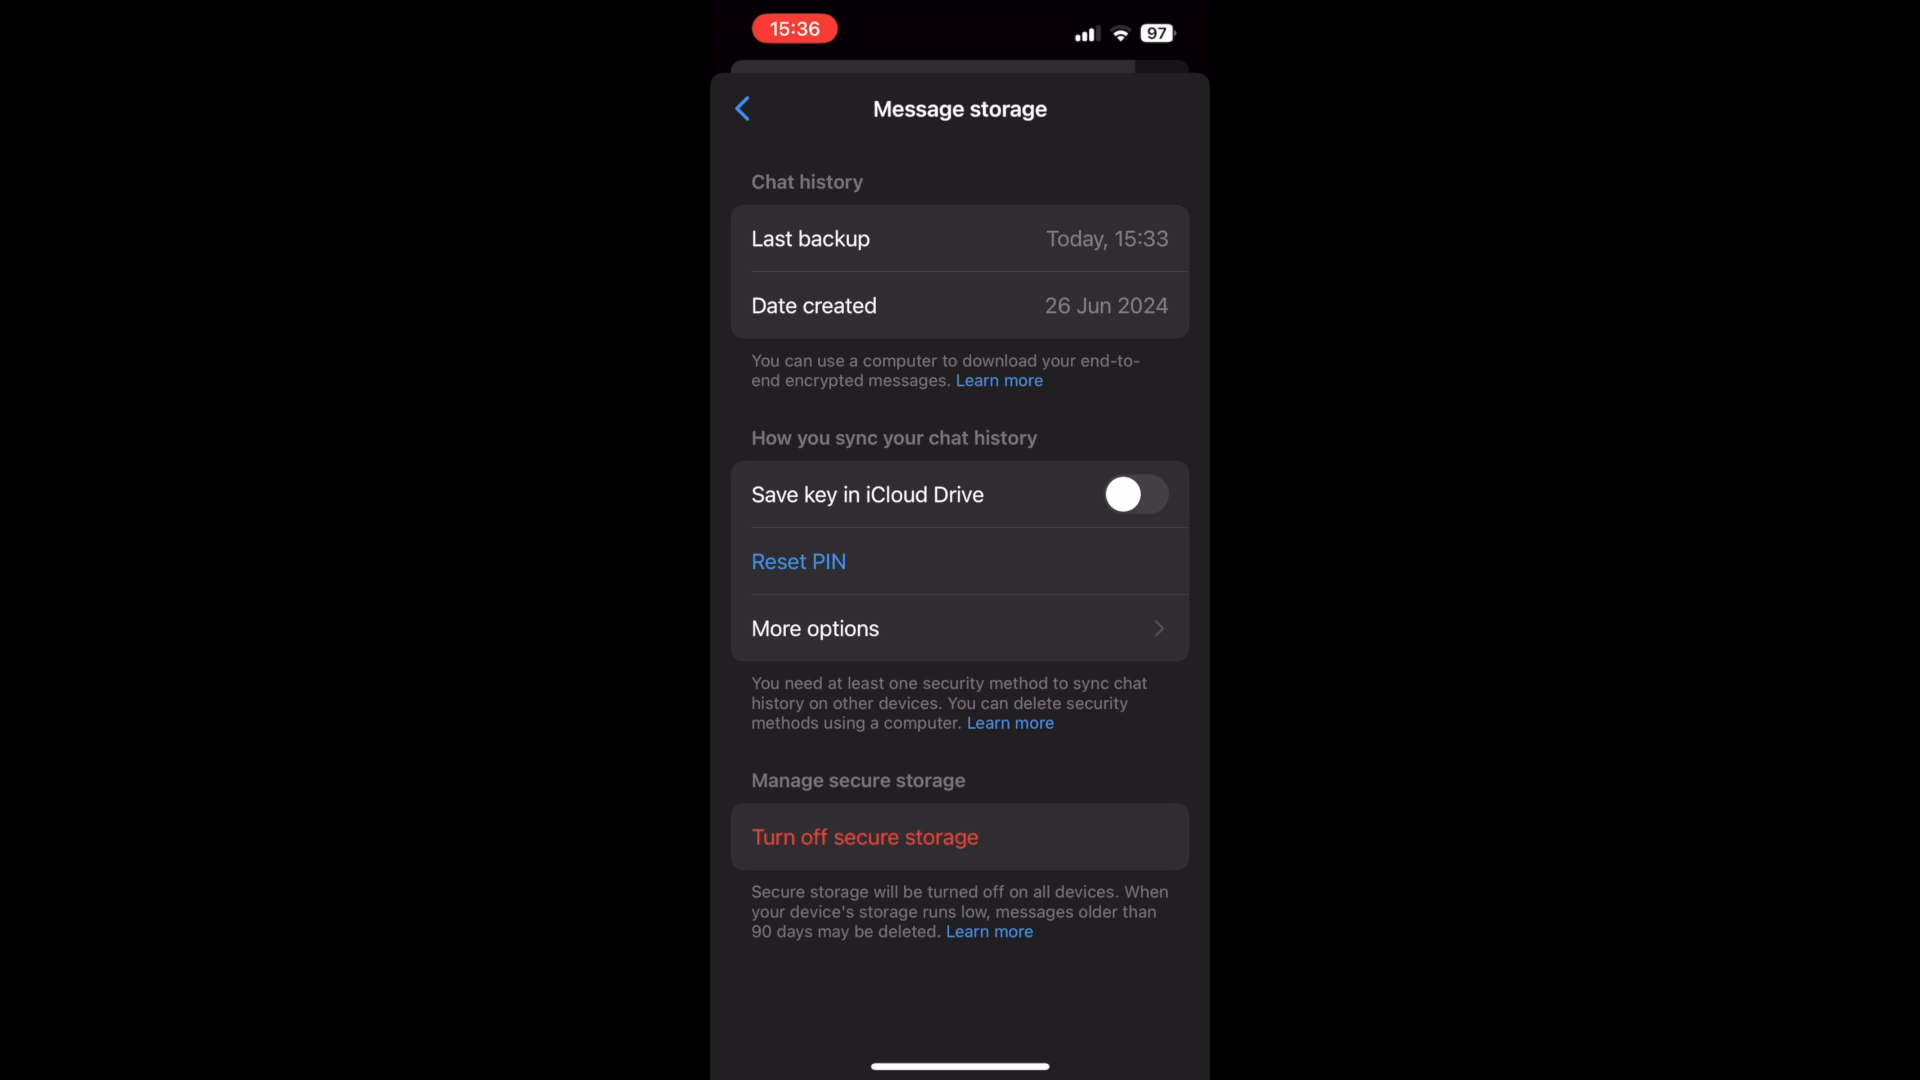 15:36
97
Message storage
Chat history
Last backup
Today, 15:33
Date created
26 Jun 2024
You can use a computer to download your end-to-
end encrypted messages. Learn more
How you sync your chat history
Save key in iCloud Drive
Reset PIN
More options
You need at least one security method to sync chat
history on other devices. You can delete security
methods using a computer. Learn more
Manage secure storage
Turn off secure storage
Secure storage will be turned off on all devices. When
your device's storage runs low, messages older than
90 days may be deleted. Learn more